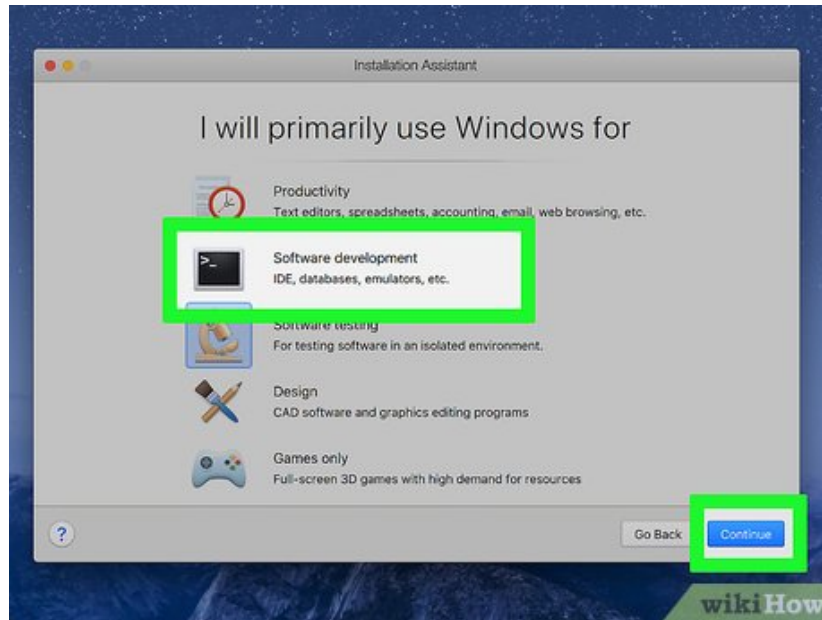 Installation Assistant
I will primarily use Windows for
Productivity
Text editors, spreadsheets, accounting, email, web browsing, etc.
>_
Software development
IDE, databases, emulators, etc.
Software testing
For testing software in an isolated environment.
Design
CAD software and graphics editing programs
Games only
Full-screen 3D games with high demand for resources
?
Go Back
Continue
wikiHow